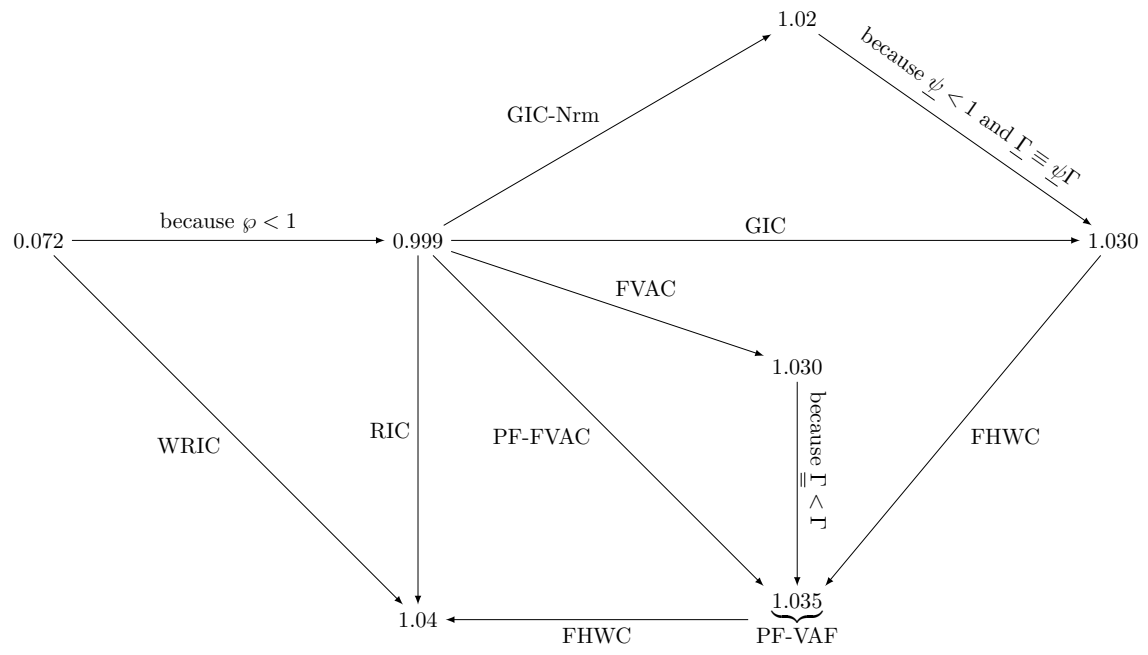 1.02
because ψ̲ < 1 and Γ̲ ≡ ψ̲Γ
GIC-Nrm
0.072
because ℘ < 1
0.999
GIC
1.030
FVAC
1.030
because Γ̳ < Γ
WRIC
RIC
PF-FVAC
FHWC
1.04
FHWC
1.035
PF-VAF